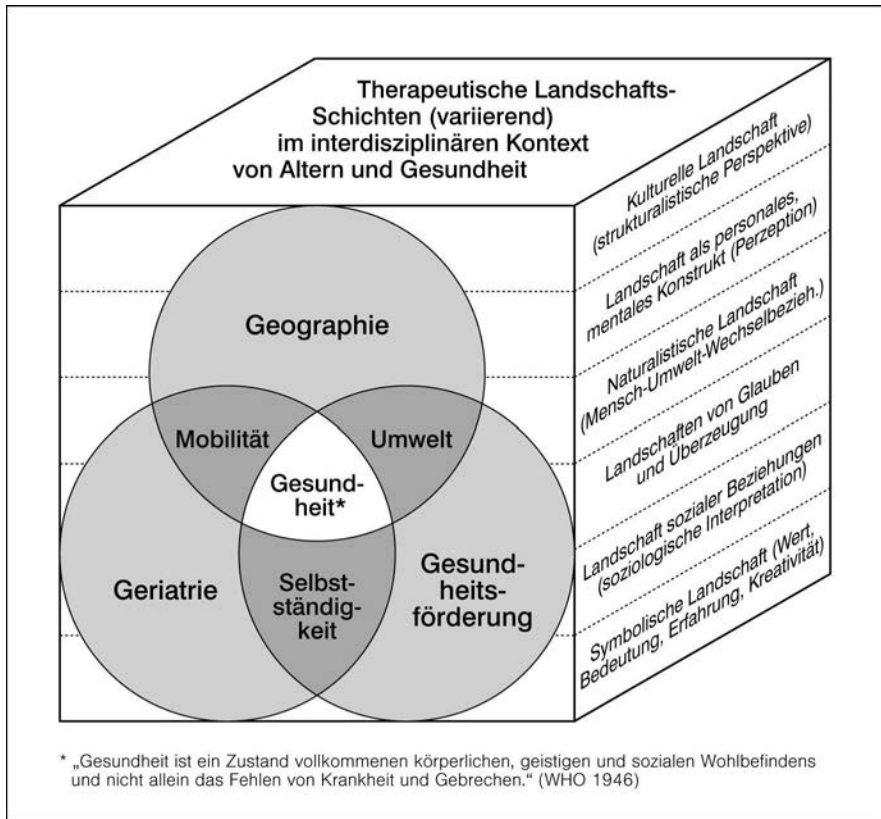 Therapeutische Landschafts-
Schichten (variierend)
im interdisziplinären Kontext
von Altern und Gesundheit
Kulturelle Landschaft
(strukturalistische Perspektive)
Landschaft als personales,
mentales Konstrukt (Perzeption)
Naturalistische Landschaft
(Mensch-Umwelt-Wechselbezieh.)
Landschaften von Glauben
und Überzeugung
Landschaft sozialer Beziehungen
(soziologische Interpretation)
Symbolische Landschaft (Wert,
Bedeutung, Erfahrung, Kreativität)
Geographie
Mobilität
Umwelt
Gesund-
heit*
Geriatrie
Selbst-
ständig-
keit
Gesund-
heits-
förderung
* „Gesundheit ist ein Zustand vollkommenen körperlichen, geistigen und sozialen Wohlbefindens
und nicht allein das Fehlen von Krankheit und Gebrechen.“ (WHO 1946)